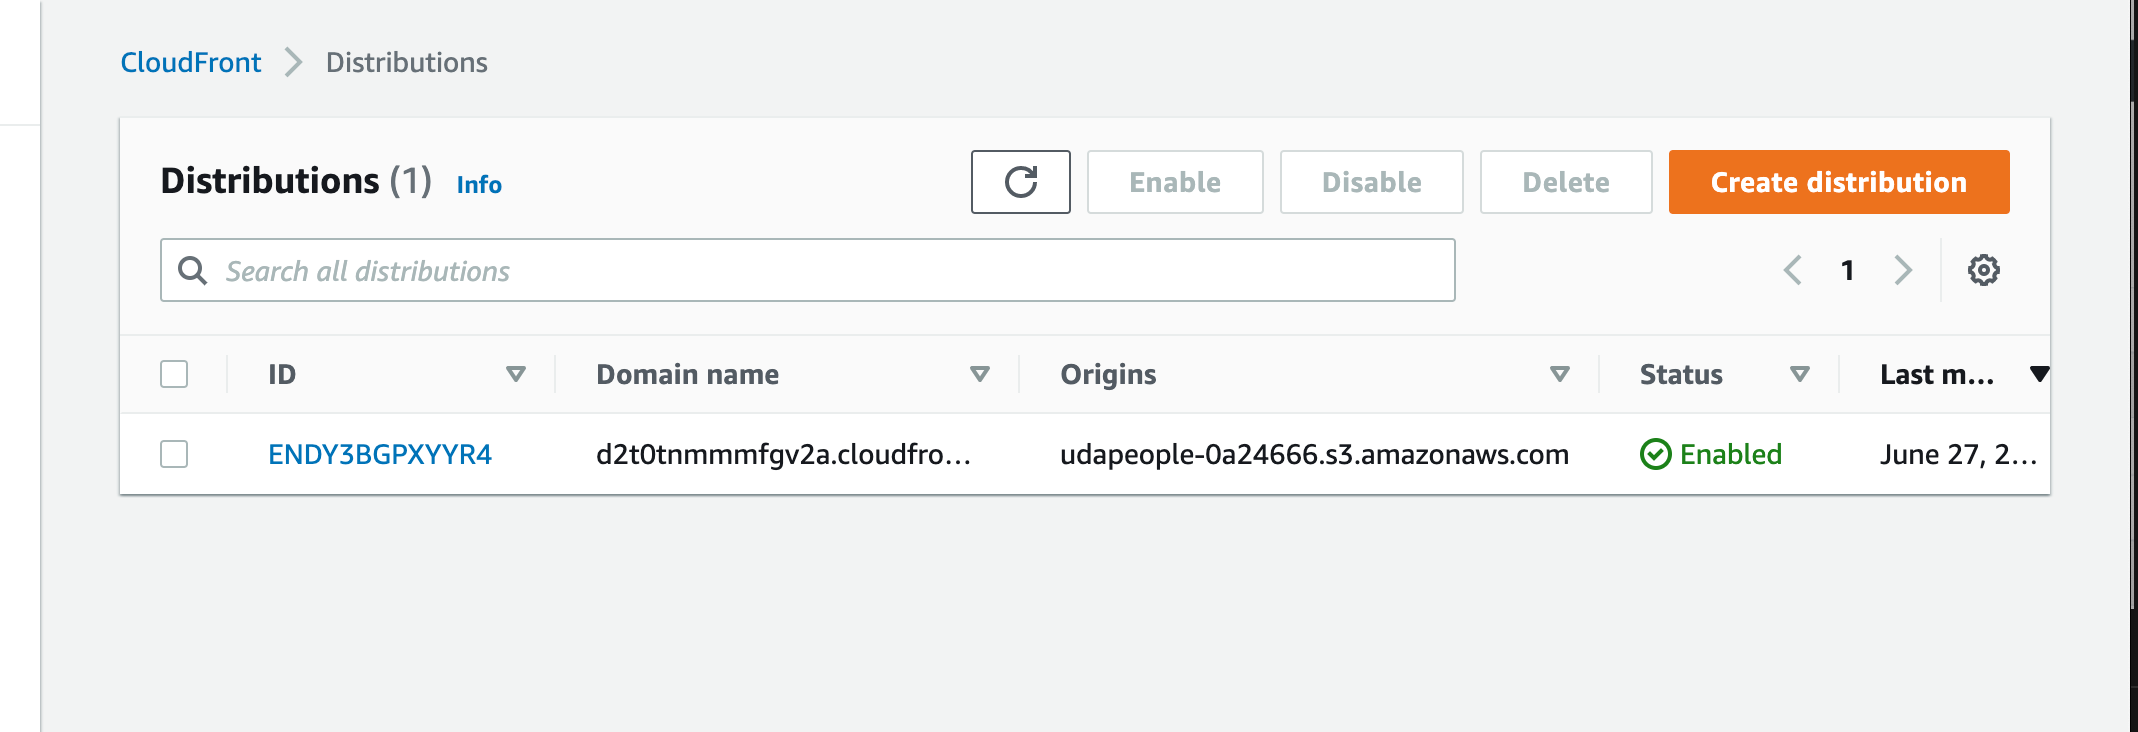 CloudFront Distributions
Distributions (1) Info Enable Disable Delete Create distribution
Search all distributions 1
ID Domain name Origins Status Last m...
ENDY3BGPXYYR4 d2t0tnmmmfgv2a.cloudfro... udapeople-0a24666.s3.amazonaws.com Enabled June 27, 2...